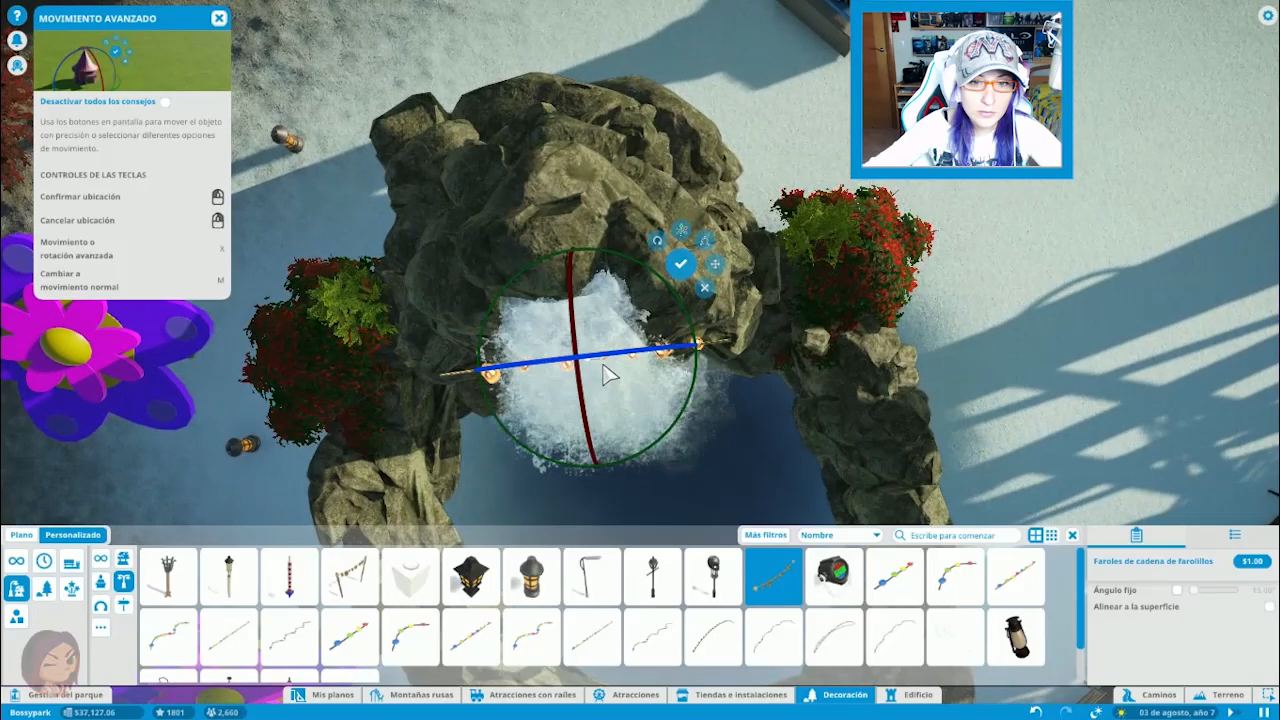 MOVIMIENTO AVANZADO
Desactivar todos los consejos
Usa los botones en pantalla para mover el objeto
con precisión o seleccionar diferentes opciones
de movimiento.
CONTROLES DE LAS TECLAS
Confirmar ubicación
Cancelar ubicación
Movimiento o
rotación avanzada
X
Cambiar a
movimiento normal
M
Plano
Personalizado
Más filtros
Nombre
Escribe para comenzar
Faroles de cadena de farolillos
$1.00
Ángulo fijo
Alinear a la superficie
Gestión del parque
Mis planos
Montañas rusas
Atracciones con raíles
Atracciones
Tiendas e instalaciones
Decoración
Edificio
Caminos
Terreno
Bossypark
$37,127.06
1801
2,660
03 de agosto, año 7